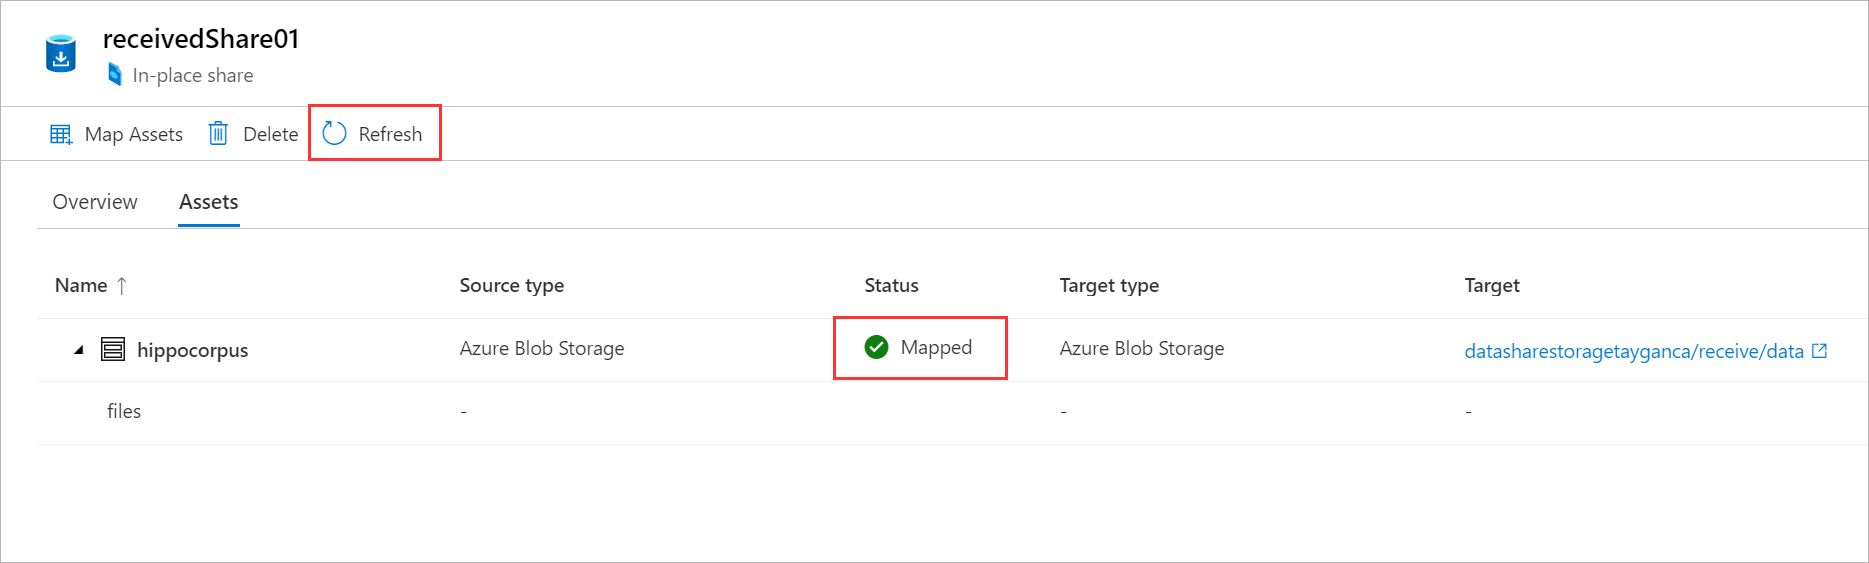 receivedShare01
In-place share
Map Assets Delete Refresh
Overview Assets
Name ↑ Source type Status Target type Target
hippocorpus Azure Blob Storage Mapped Azure Blob Storage datasharestoragetayganca/receive/data
files - - -